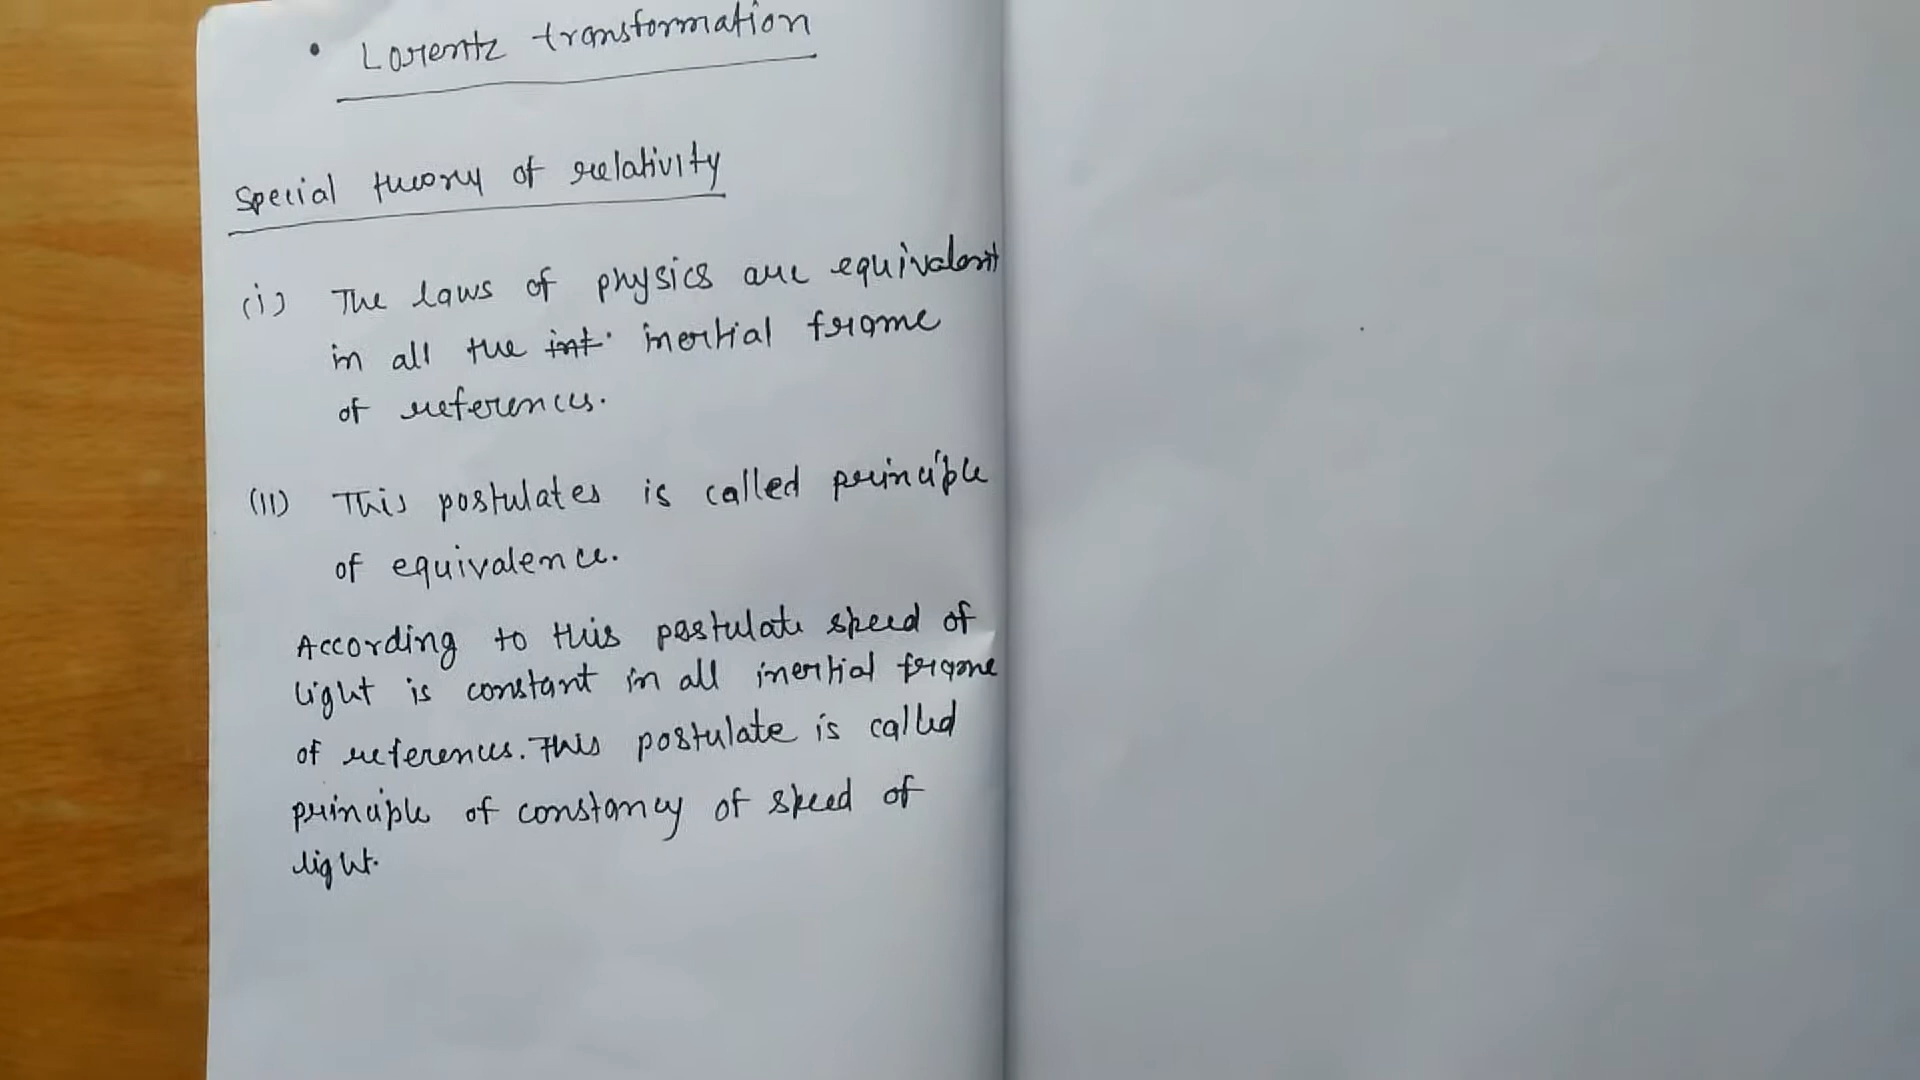 • Lorentz transformation
Special theory of relativity
(i) The laws of physics are equivalent
in all the int. inertial frame
of references.
(II) This postulates is called principle
of equivalence.
According to this postulate speed of
light is constant in all inertial frame
of references. This postulate is called
principle of constancy of speed of
light.